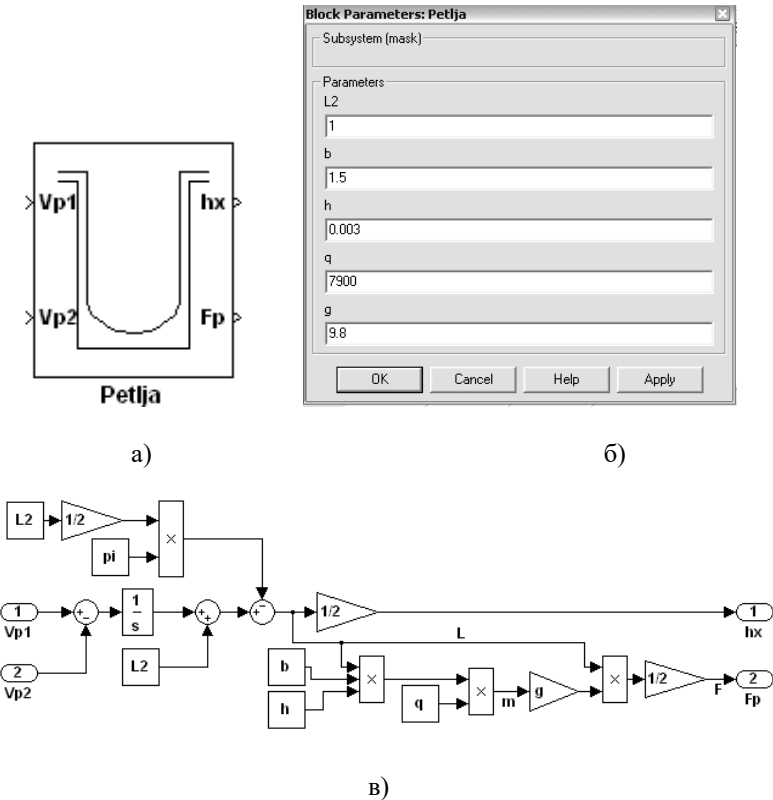 Vp1 hx
Vp2 Fp
Petlja
Block Parameters: Petlja
Subsystem (mask)
Parameters
L2
1
b
1.5
h
0.003
q
7900
g
9.8
OK Cancel Help Apply
а) б)
L2 1/2 ×
pi
1 Vp1 + - 1 s + + + - 1/2 1 hx
L
2 Vp2 L2 b × × g × 1/2 2 Fp
h q m F
в)